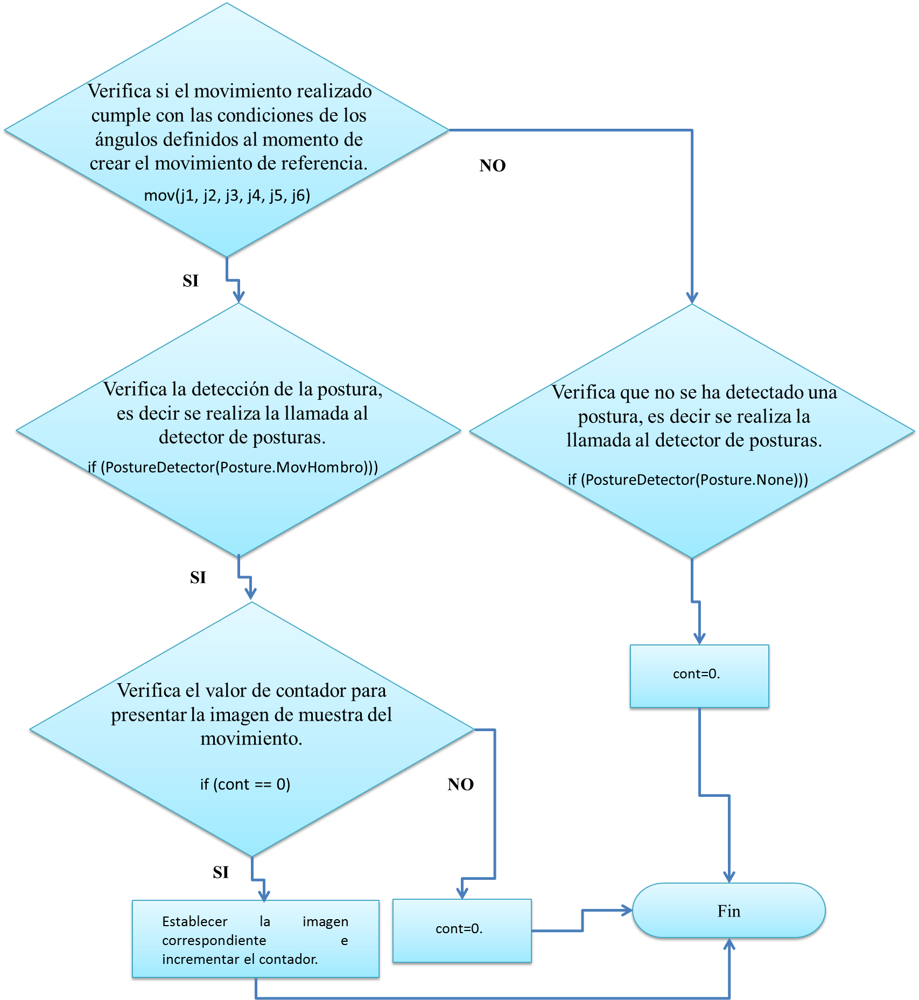 Verifica si el movimiento realizado
cumple con las condiciones de los
ángulos definidos al momento de
crear el movimiento de referencia.
mov(j1, j2, j3, j4, j5, j6)
NO
SI
Verifica la detección de la postura,
es decir se realiza la llamada al
detector de posturas.
if (PostureDetector(Posture.MovHombro)))
Verifica que no se ha detectado una
postura, es decir se realiza la
llamada al detector de posturas.
if (PostureDetector(Posture.None)))
SI
cont=0.
Verifica el valor de contador para
presentar la imagen de muestra del
movimiento.
if (cont == 0)
NO
SI
Establecer la imagen
correspondiente e
incrementar el contador.
cont=0.
Fin